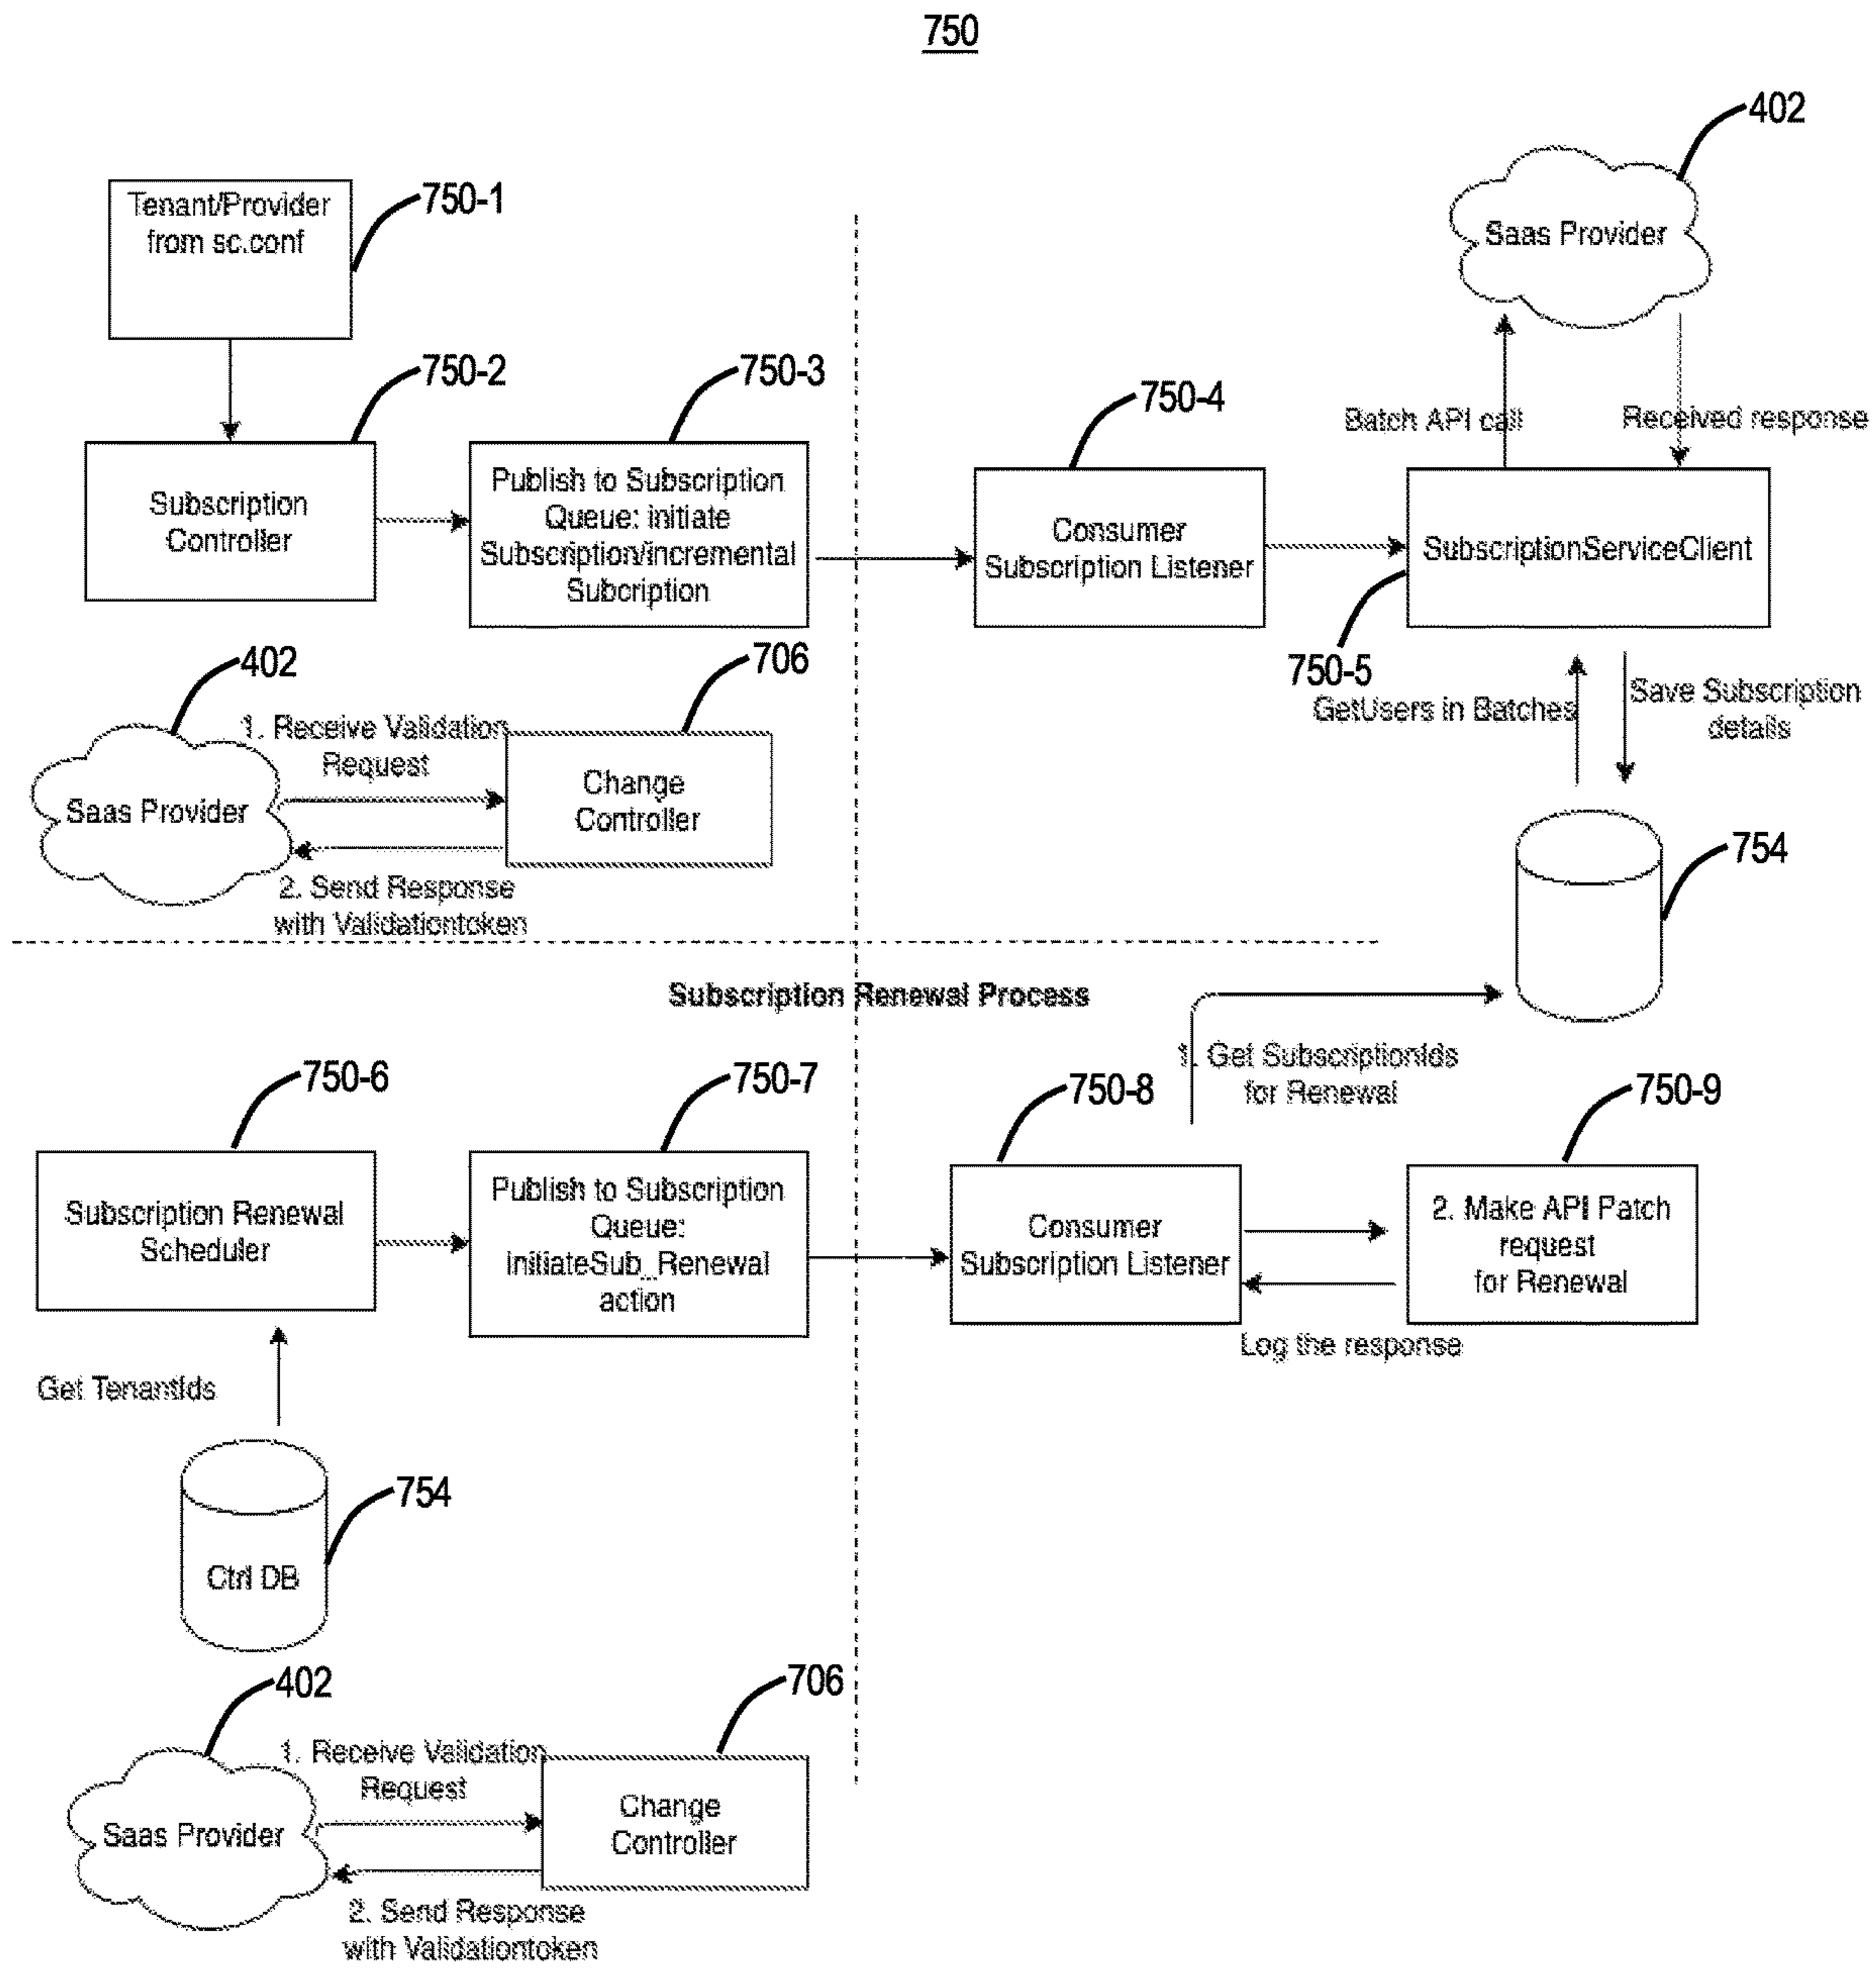 750
402
Tenant/Provider
from sc.conf
750-1
Saas Provider
750-2
750-3
750-4
Batch API call
Received response
Subscription
Controller
Publish to Subscription
Queue: initiate
Subscription/incremental
Subcription
Consumer
Subscription Listener
SubscriptionServiceClient
750-5
402
706
1. Receive Validation
Request
Saas Provider
Change
Controller
2. Send Response
with Validationtoken
GetUsers in Batches
Save Subscription
details
754
Subscription Renewal Process
750-6
750-7
750-8
1. Get SubscriptionIds
for Renewal
750-9
Subscription Renewal
Scheduler
Publish to Subscription
Queue:
initiateSub_Renewal
action
Consumer
Subscription Listener
2. Make API Patch
request
for Renewal
Log the response
Get TenantIds
754
Ctrl DB
402
706
1. Receive Validation
Request
Saas Provider
Change
Controller
2. Send Response
with Validationtoken